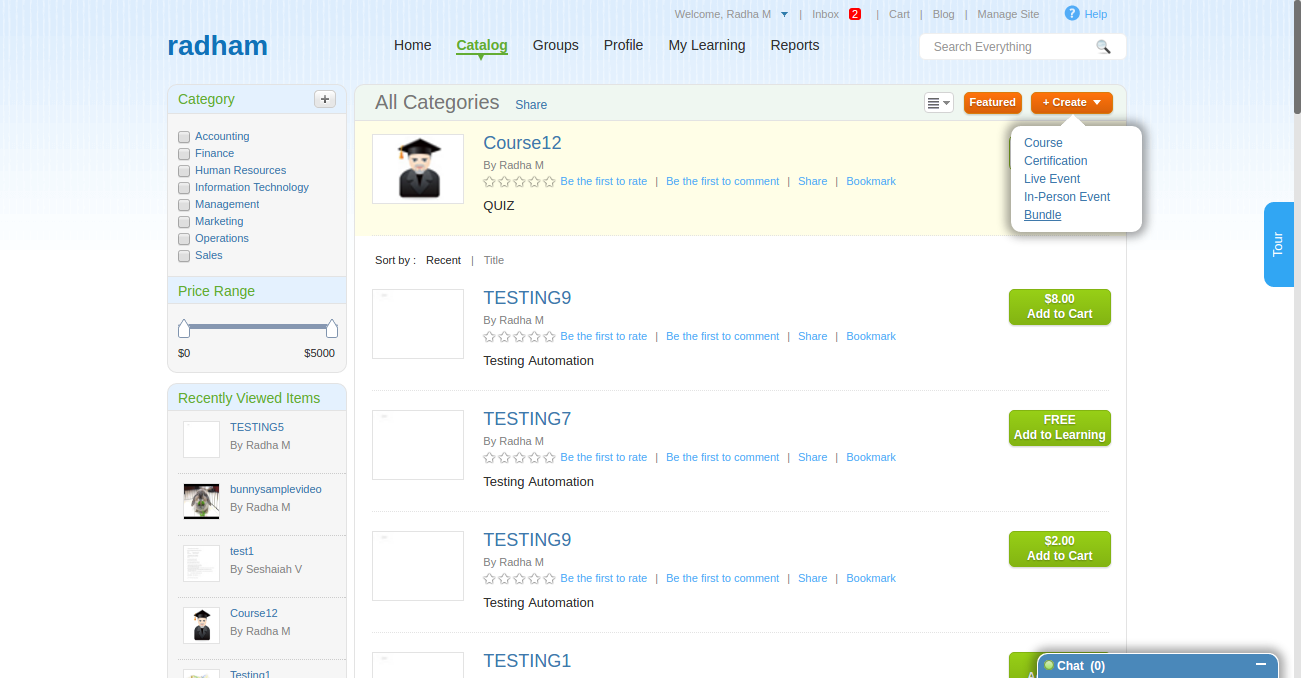 Welcome, Radha M | Inbox 2 | Cart | Blog | Manage Site ? Help
radham
Home Catalog Groups Profile My Learning Reports
Search Everything
Category +
Accounting
Finance
Human Resources
Information Technology
Management
Marketing
Operations
Sales
Price Range
$0 $5000
Recently Viewed Items
TESTING5
By Radha M
bunnysamplevideo
By Radha M
test1
By Seshaiah V
Course12
By Radha M
Testing1
All Categories Share
Featured + Create
Course
Certification
Live Event
In-Person Event
Bundle
Course12
By Radha M
Be the first to rate | Be the first to comment | Share | Bookmark
QUIZ
Sort by : Recent | Title
TESTING9
By Radha M
Be the first to rate | Be the first to comment | Share | Bookmark
Testing Automation
$8.00
Add to Cart
TESTING7
By Radha M
Be the first to rate | Be the first to comment | Share | Bookmark
Testing Automation
FREE
Add to Learning
TESTING9
By Radha M
Be the first to rate | Be the first to comment | Share | Bookmark
Testing Automation
$2.00
Add to Cart
TESTING1
Tour
Chat (0)